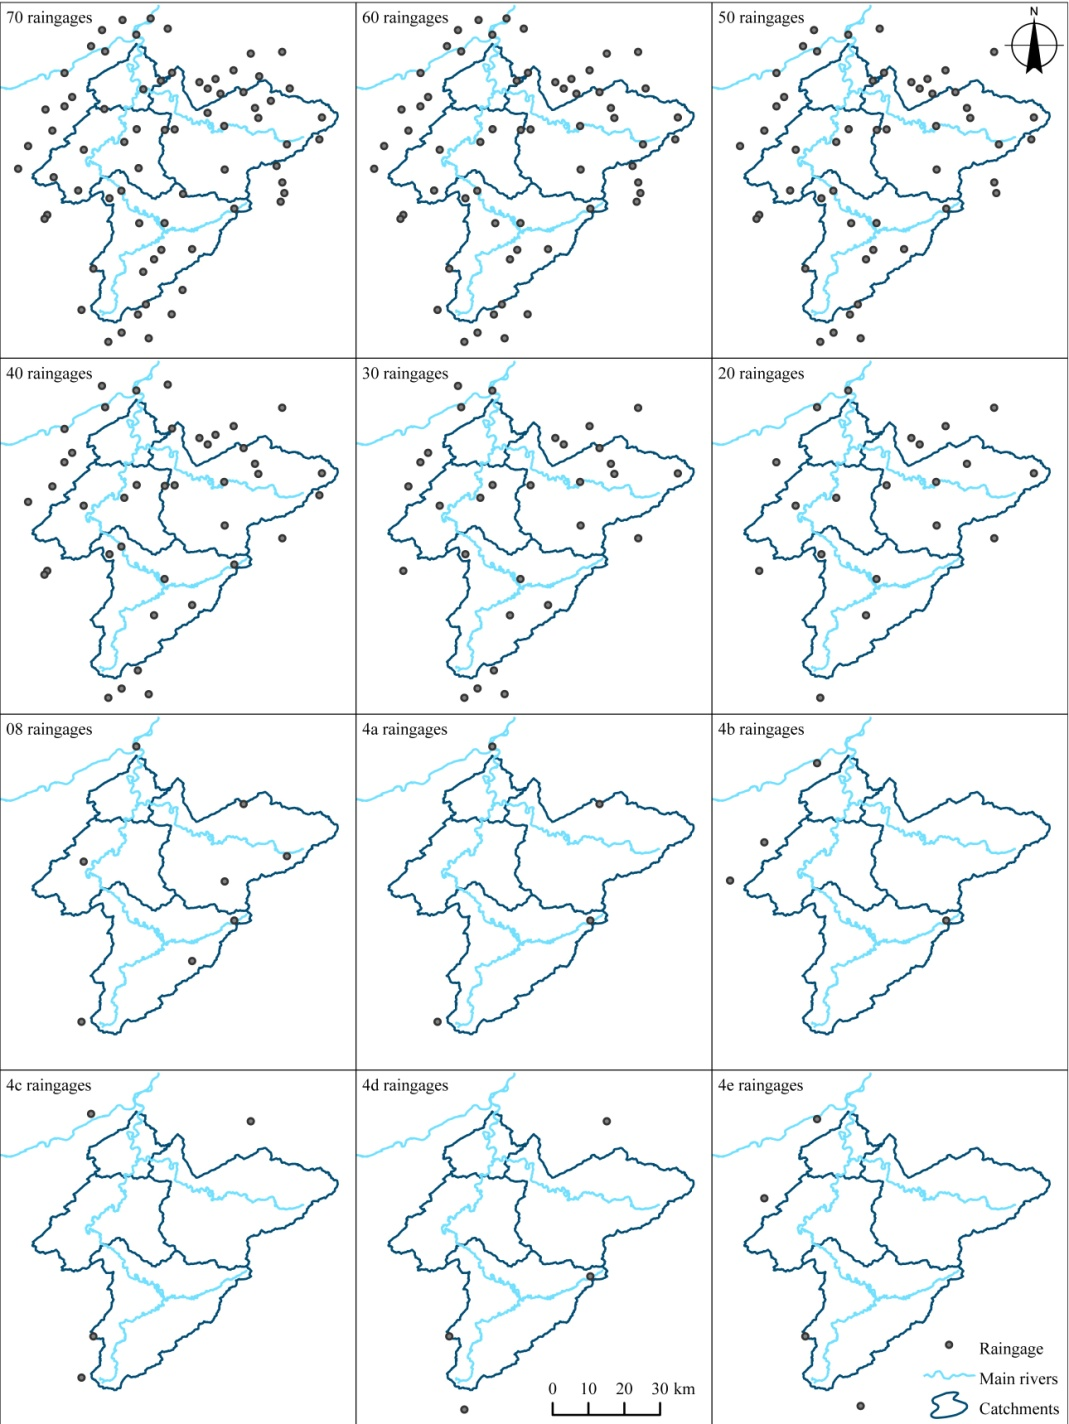 70 raingages
60 raingages
50 raingages
N
40 raingages
30 raingages
20 raingages
08 raingages
4a raingages
4b raingages
4c raingages
4d raingages
4e raingages
Raingage
Main rivers
Catchments
0 10 20 30 km